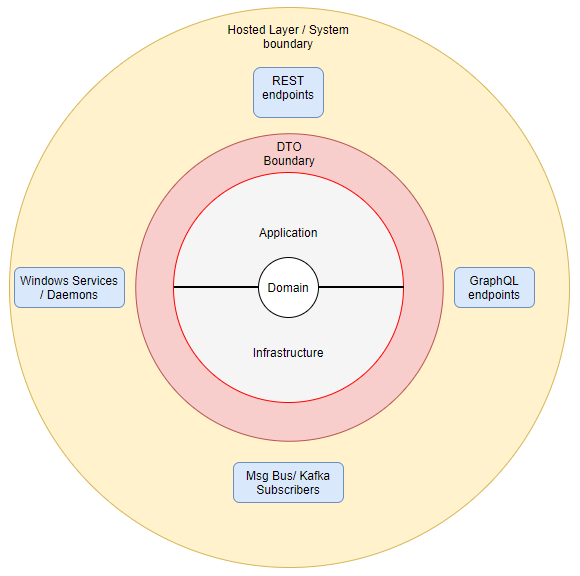 Hosted Layer / System
boundary
REST
endpoints
DTO
Boundary
Application
Windows Services
/ Daemons
Domain
GraphQL
endpoints
Infrastructure
Msg Bus/ Kafka
Subscribers